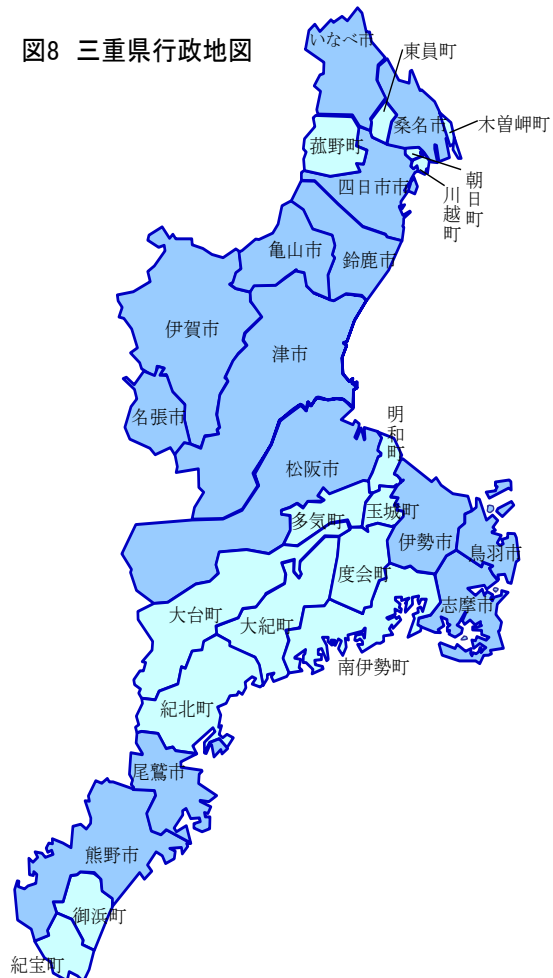 図8 三重県行政地図
いなべ市
東員町
桑名市
木曽岬町
菰野町
朝日町
四日市市
川越町
亀山市
鈴鹿市
伊賀市
津市
名張市
明和町
松阪市
多気町
玉城町
伊勢市
鳥羽市
度会町
志摩市
大台町
大紀町
南伊勢町
紀北町
尾鷲市
熊野市
御浜町
紀宝町